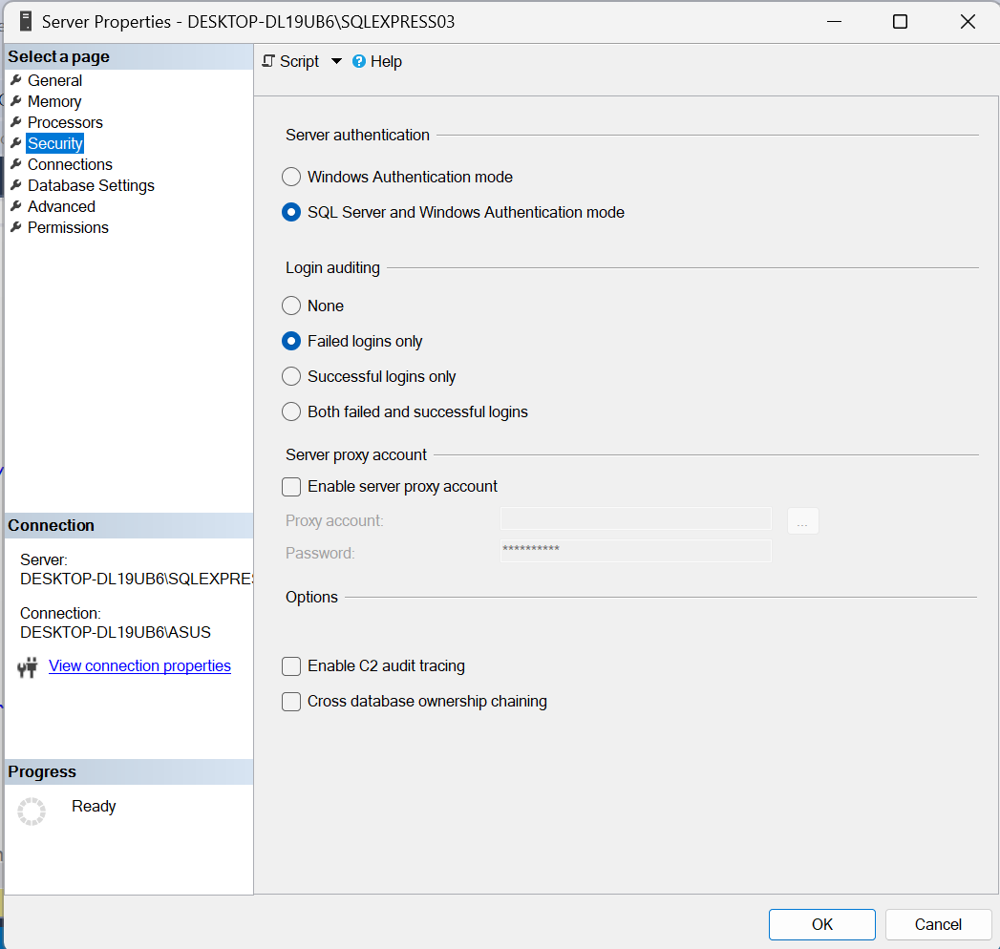 Server Properties - DESKTOP-DL19UB6\SQLEXPRESS03
Select a page
General
Memory
Processors
Security
Connections
Database Settings
Advanced
Permissions
Connection
Server:
DESKTOP-DL19UB6\SQLEXPRE
Connection:
DESKTOP-DL19UB6\ASUS
View connection properties
Progress
Ready
Script
Help
Server authentication
Windows Authentication mode
SQL Server and Windows Authentication mode
Login auditing
None
Failed logins only
Successful logins only
Both failed and successful logins
Server proxy account
Enable server proxy account
Proxy account:
...
Password:
**********
Options
Enable C2 audit tracing
Cross database ownership chaining
OK
Cancel